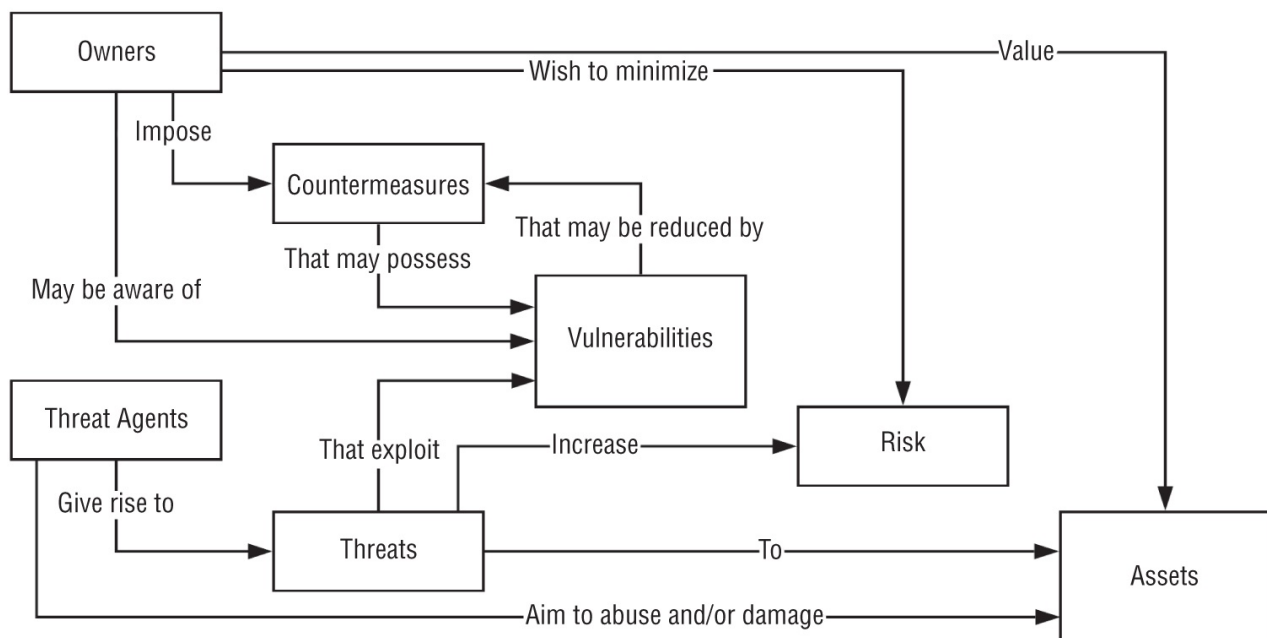 Owners
Value
Wish to minimize
Impose
Countermeasures
That may be reduced by
That may possess
May be aware of
Vulnerabilities
Threat Agents
That exploit
Increase
Risk
Give rise to
Threats
To
Assets
Aim to abuse and/or damage